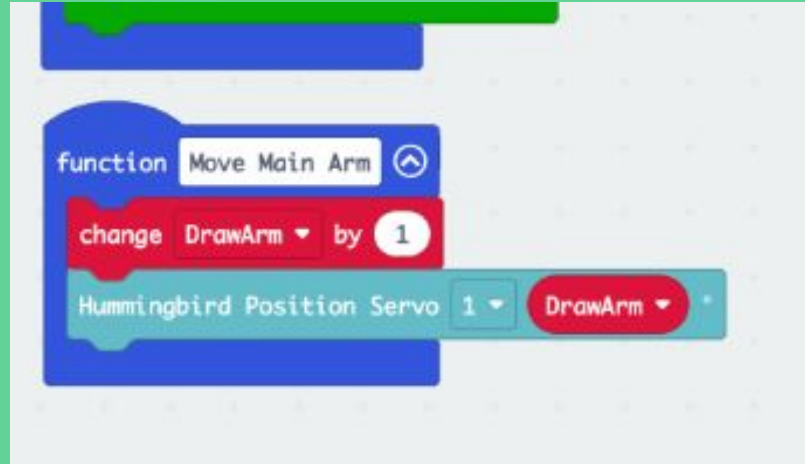 function Move Main Arm
change DrawArm by 1
Hummingbird Position Servo 1 DrawArm °